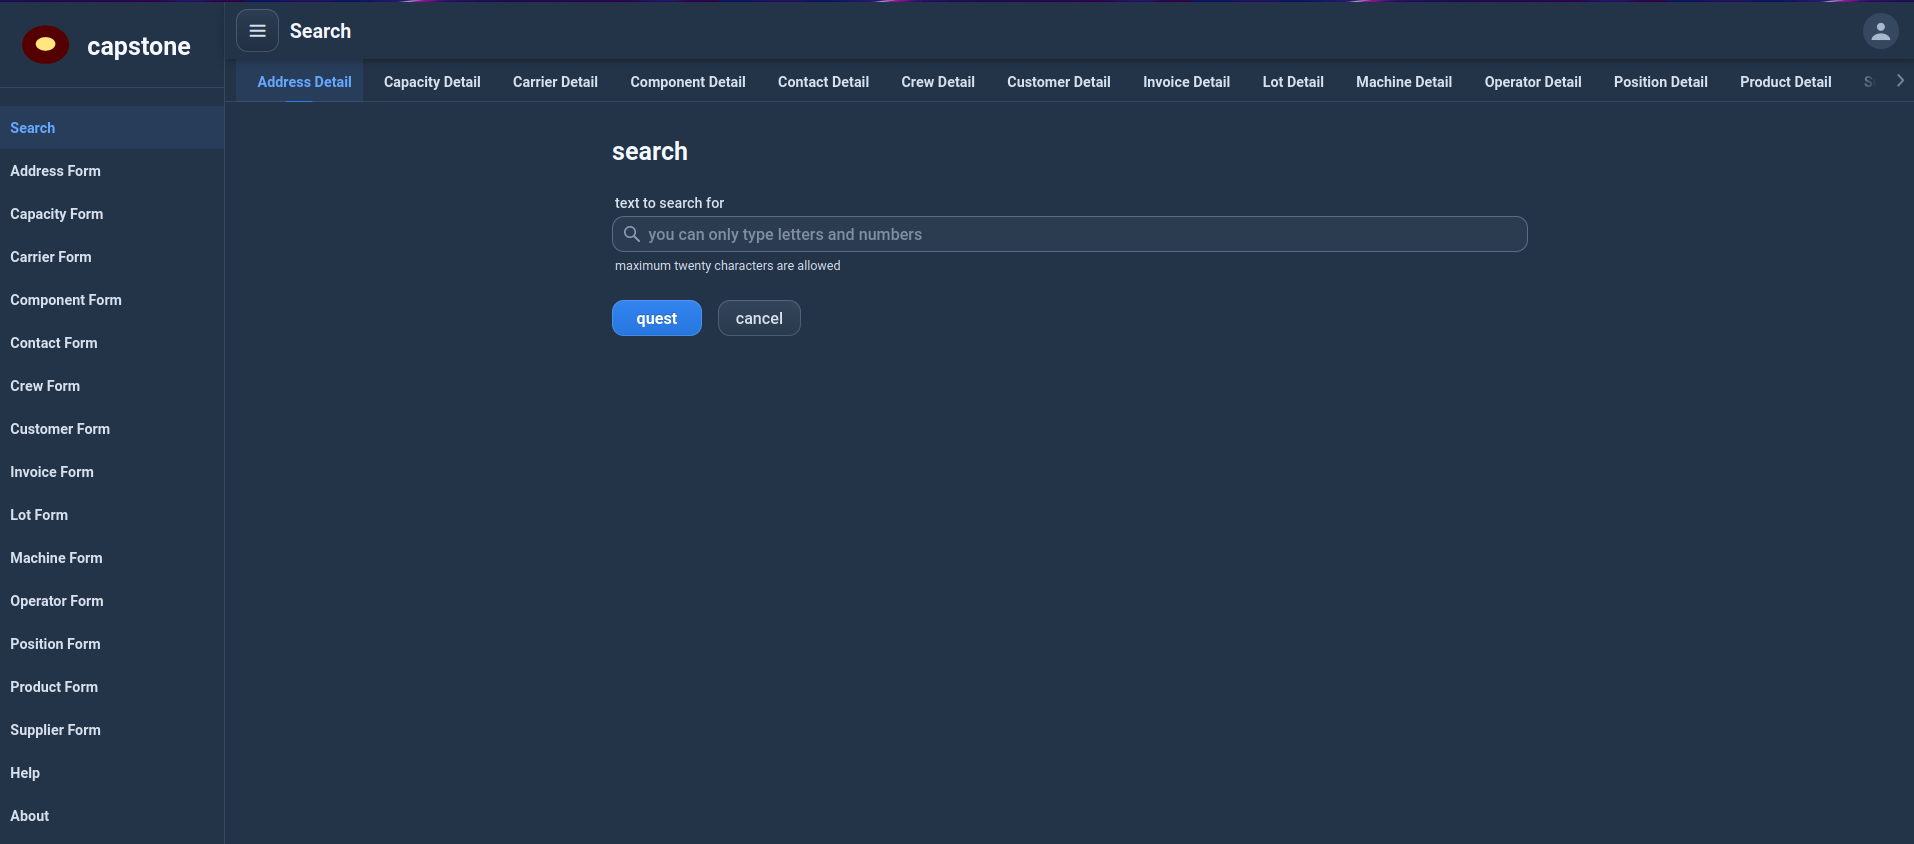 capstone
Search
Address Detail Capacity Detail Carrier Detail Component Detail Contact Detail Crew Detail Customer Detail Invoice Detail Lot Detail Machine Detail Operator Detail Position Detail Product Detail
Search
Address Form
Capacity Form
Carrier Form
Component Form
Contact Form
Crew Form
Customer Form
Invoice Form
Lot Form
Machine Form
Operator Form
Position Form
Product Form
Supplier Form
Help
About
search
text to search for
you can only type letters and numbers
maximum twenty characters are allowed
quest cancel